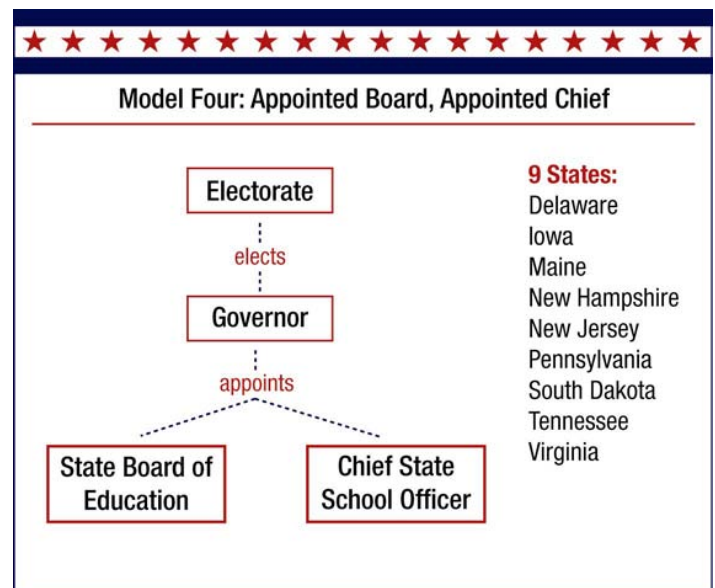 Model Four: Appointed Board, Appointed Chief
Electorate
elects
Governor
appoints
State Board of
Education
Chief State
School Officer
9 States:
Delaware
Iowa
Maine
New Hampshire
New Jersey
Pennsylvania
South Dakota
Tennessee
Virginia